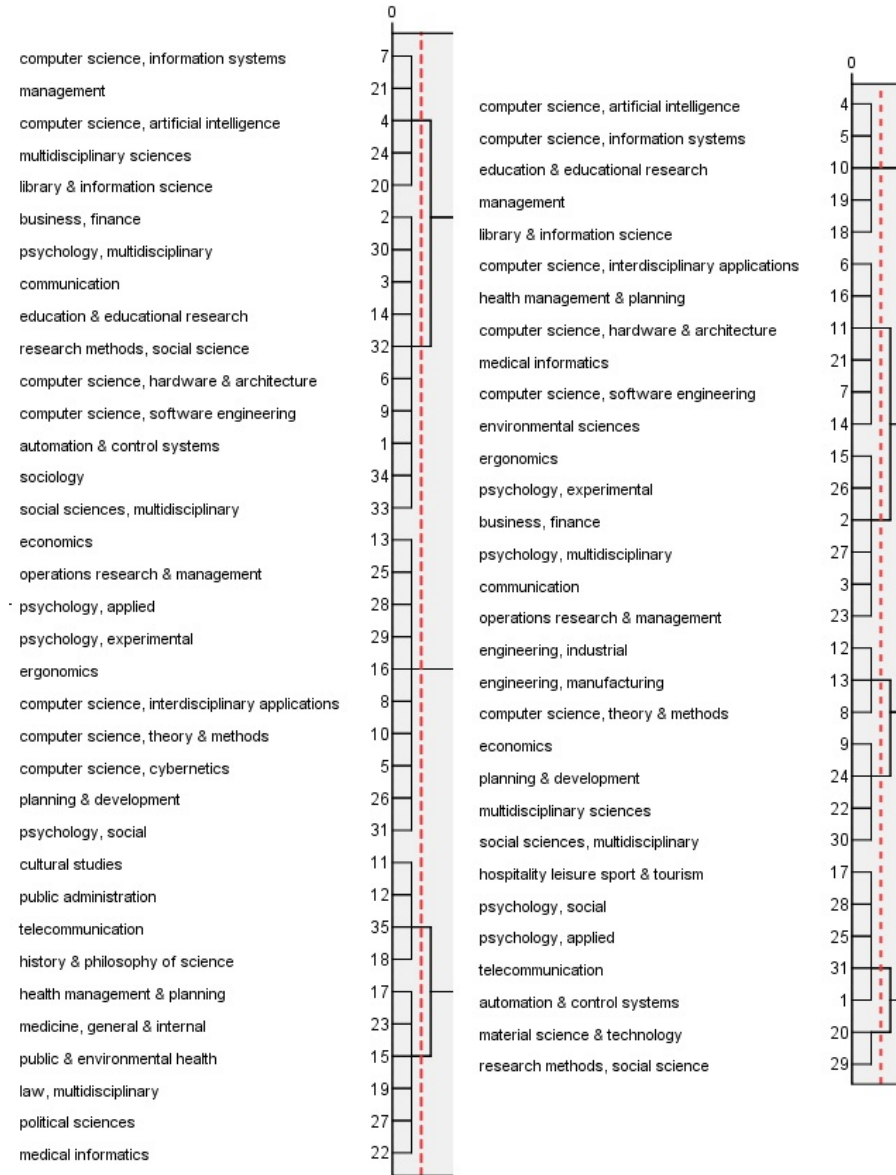 0
computer science, information systems 7
management 21
computer science, artificial intelligence 4
multidisciplinary sciences 24
library & information science 20
business, finance 2
psychology, multidisciplinary 30
communication 3
education & educational research 14
research methods, social science 32
computer science, hardware & architecture 6
computer science, software engineering 9
automation & control systems 1
sociology 34
social sciences, multidisciplinary 33
economics 13
operations research & management 25
psychology, applied 28
psychology, experimental 29
ergonomics 16
computer science, interdisciplinary applications 8
computer science, theory & methods 10
computer science, cybernetics 5
planning & development 26
psychology, social 31
cultural studies 11
public administration 12
telecommunication 35
history & philosophy of science 18
health management & planning 17
medicine, general & internal 23
public & environmental health 15
law, multidisciplinary 19
political sciences 27
medical informatics 22
0
computer science, artificial intelligence 4
computer science, information systems 5
education & educational research 10
management 19
library & information science 18
computer science, interdisciplinary applications 6
health management & planning 16
computer science, hardware & architecture 11
medical informatics 21
computer science, software engineering 7
environmental sciences 14
ergonomics 15
psychology, experimental 26
business, finance 2
psychology, multidisciplinary 27
communication 3
operations research & management 23
engineering, industrial 12
engineering, manufacturing 13
computer science, theory & methods 8
economics 9
planning & development 24
multidisciplinary sciences 22
social sciences, multidisciplinary 30
hospitality leisure sport & tourism 17
psychology, social 28
psychology, applied 25
telecommunication 31
automation & control systems 1
material science & technology 20
research methods, social science 29